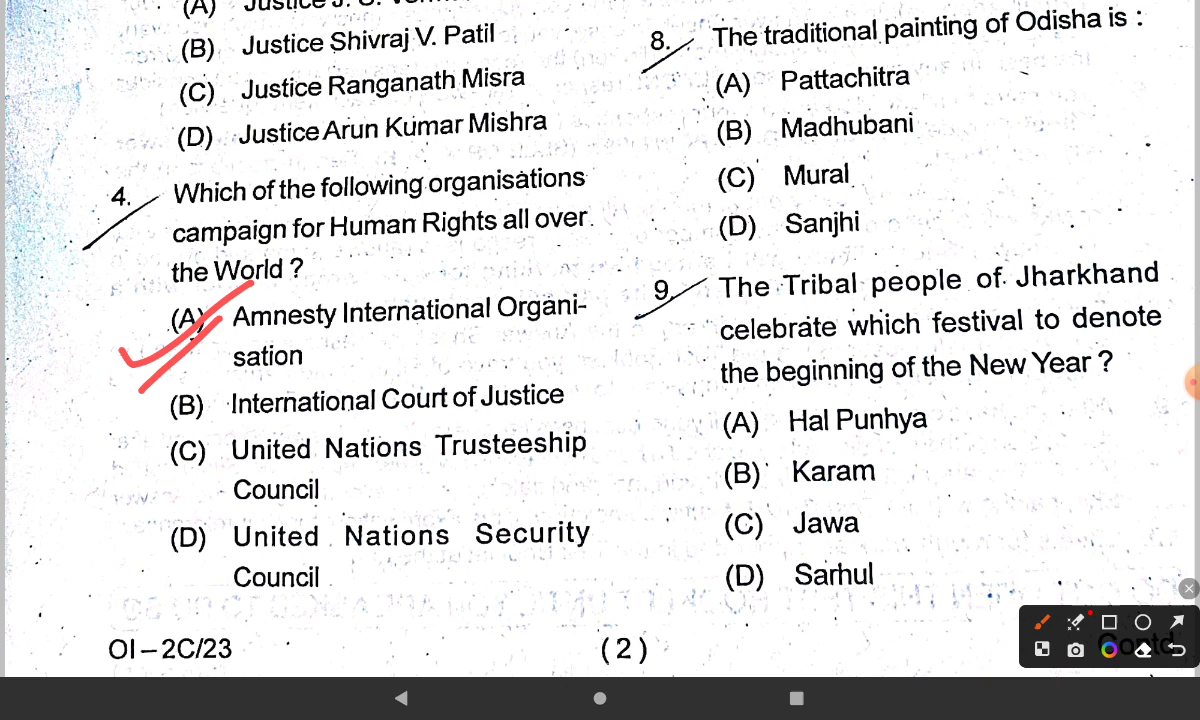 (A) Justice J. S.
(B) Justice Shivraj V. Patil
(C) Justice Ranganath Misra
(D) Justice Arun Kumar Mishra
4. Which of the following organisations
campaign for Human Rights all over
the World ?
(A) Amnesty International Organi-
sation
(B) International Court of Justice
(C) United Nations Trusteeship
Council
(D) United Nations Security
Council
8. The traditional painting of Odisha is :
(A) Pattachitra
(B) Madhubani
(C) Mural
(D) Sanjhi
9. The Tribal people of Jharkhand
celebrate which festival to denote
the beginning of the New Year ?
(A) Hal Punhya
(B) Karam
(C) Jawa
(D) Sarhul
OI – 2C/23
( 2 )
Contd.